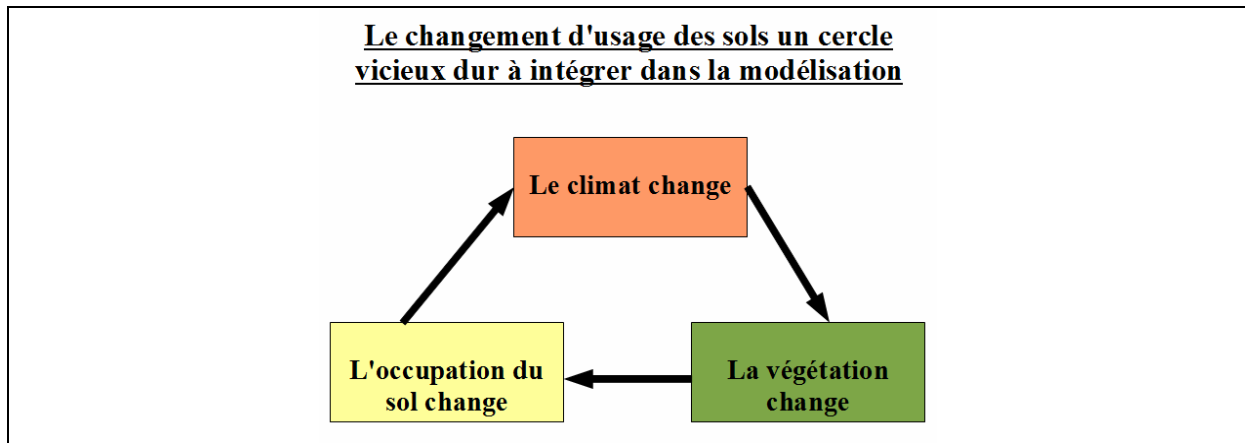 Le changement d'usage des sols un cercle
vicieux dur à intégrer dans la modélisation
Le climat change
L'occupation du
sol change
La végétation
change